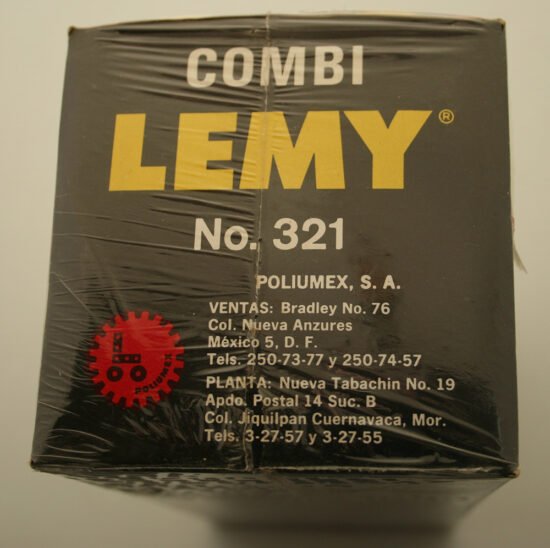 COMBI
LEMY®
No. 321
POLIUMEX, S. A.
VENTAS: Bradley No. 76
Col. Nueva Anzures
México 5, D. F.
Tels. 250-73-77 y 250-74-57
PLANTA: Nueva Tabachin No. 19
Apdo. Postal 14 Suc. B
Col. Jiquilpan Cuernavaca, Mor.
Tels. 3-27-57 y 3-27-55
POLIUMEX